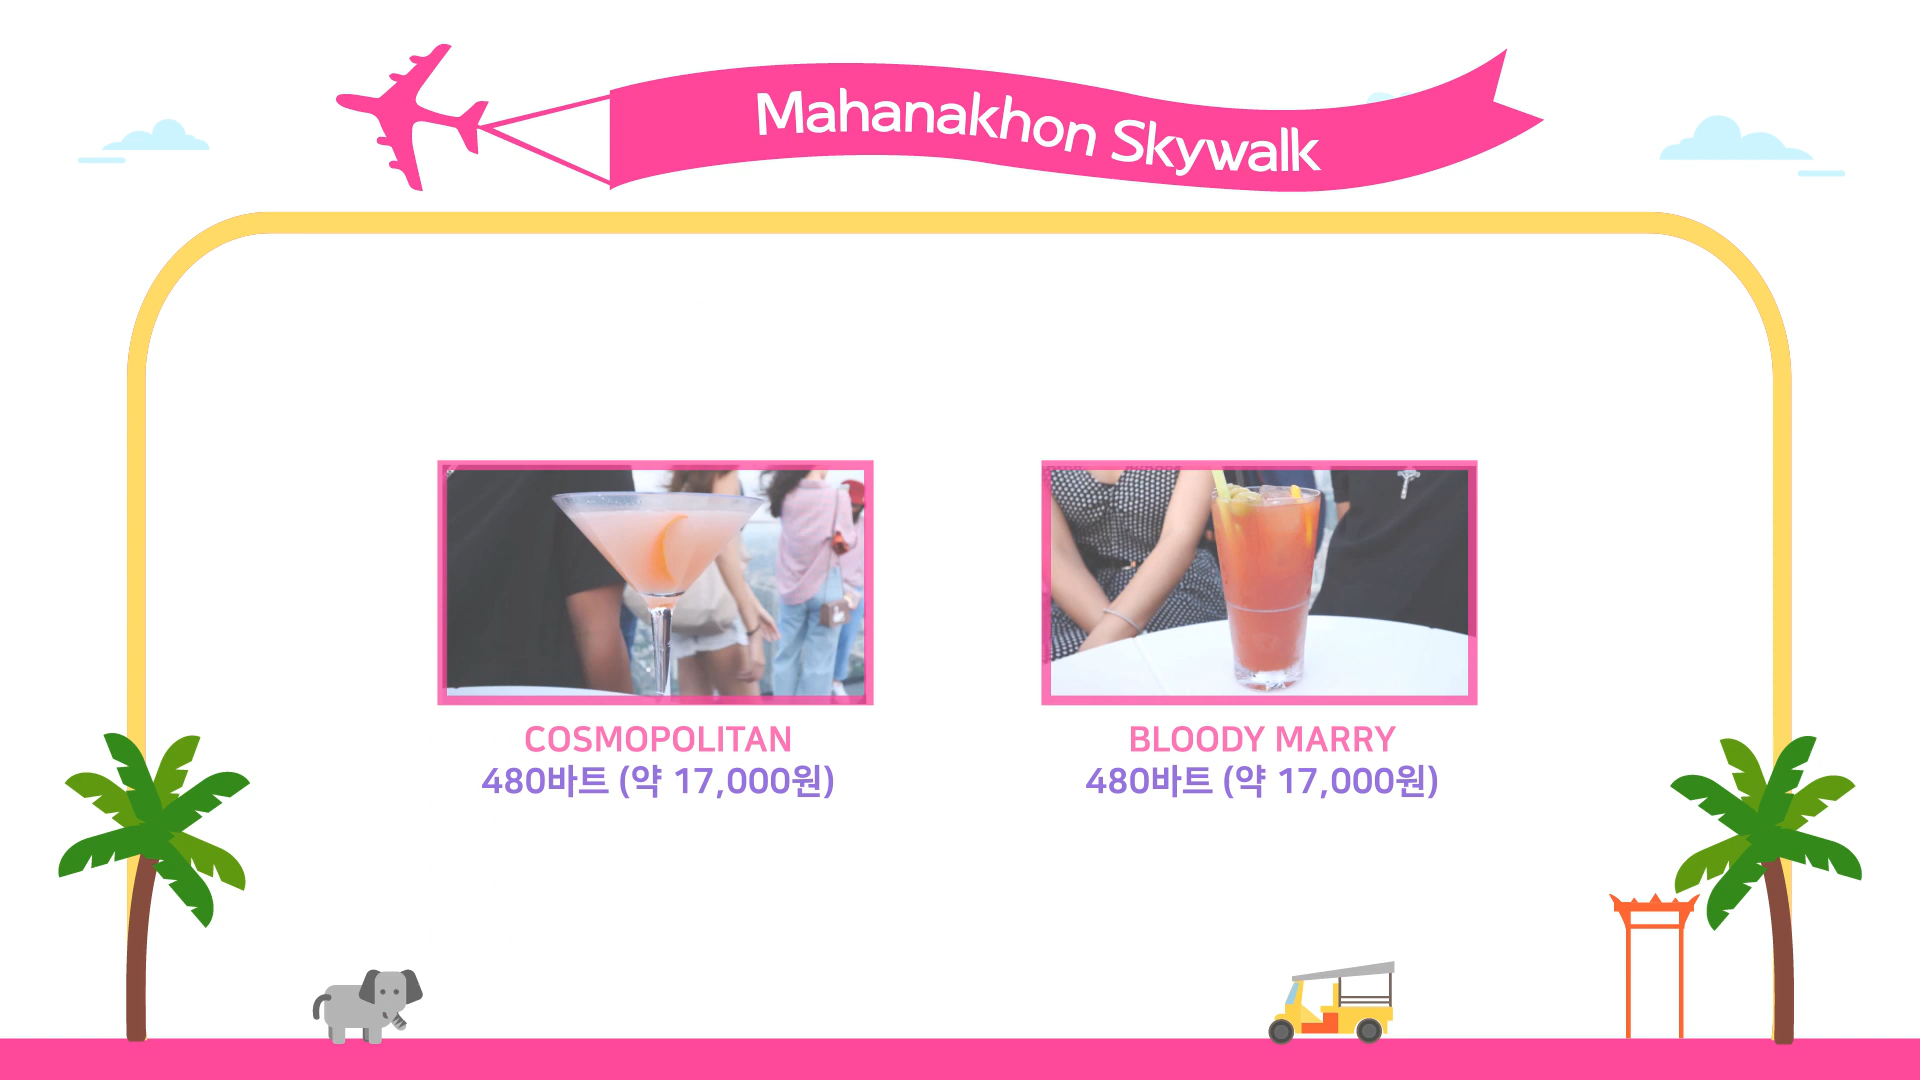 Mahanakhon Skywalk
COSMOPOLITAN
480바트 (약 17,000원)
BLOODY MARRY
480바트 (약 17,000원)